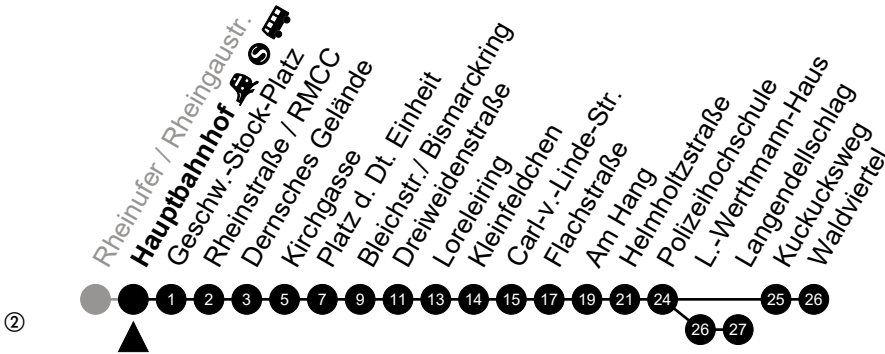 Rheinufer / Rheingaustr.
Hauptbahnhof S
Geschw.-Stock-Platz
Rheinstraße / RMCC
Dernsches Gelände
Kirchgasse
Platz d. Dt. Einheit
Bleichstr./ Bismarckring
Dreiweidenstraße
Loreleiring
Kleinfeldchen
Carl-v.-Linde-Str.
Flachstraße
Am Hang
Helmholtzstraße
Polizeihochschule
L.-Werthmann-Haus
Langendellschlag
Kuckucksweg
Waldviertel
1 2 3 5 7 9 11 13 14 15 17 19 21 24 25 26
② 26 27